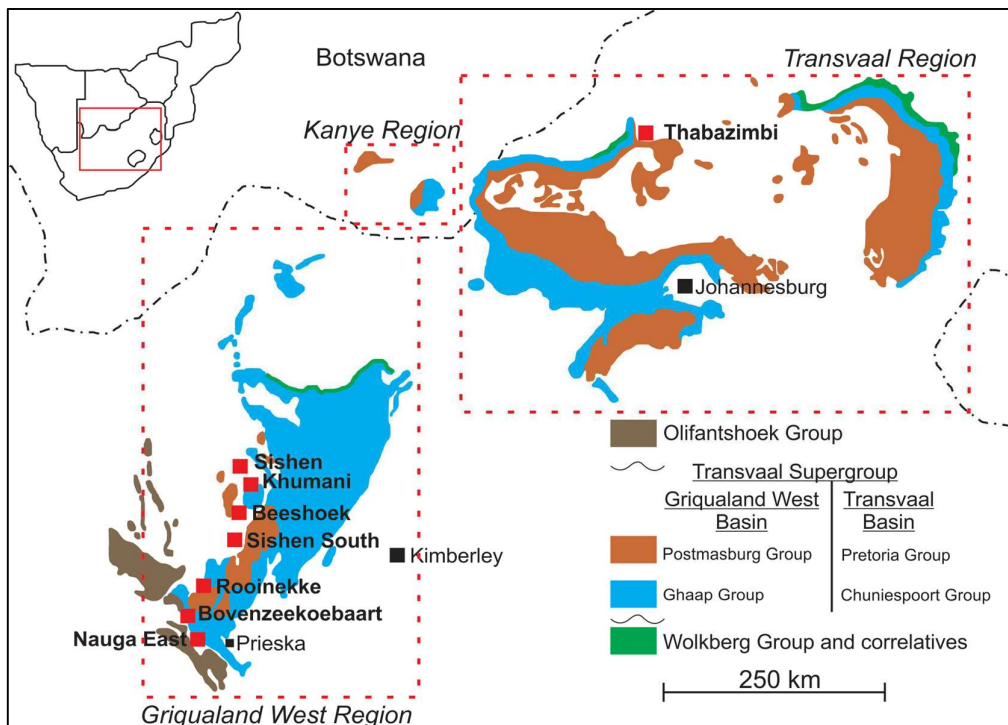 Botswana
Transvaal Region
Kanye Region
Thabazimbi
Johannesburg
Sishen
Khumani
Beeshoek
Sishen South
Kimberley
Rooinekke
Bovenzeekoebaart
Nauga East
Prieska
Griqualand West Region
Olifantshoek Group
Transvaal Supergroup
Griqualand West
Basin
Transvaal
Basin
Postmasburg Group
Pretoria Group
Ghaap Group
Chuniespoort Group
Wolkberg Group and correlatives
250 km